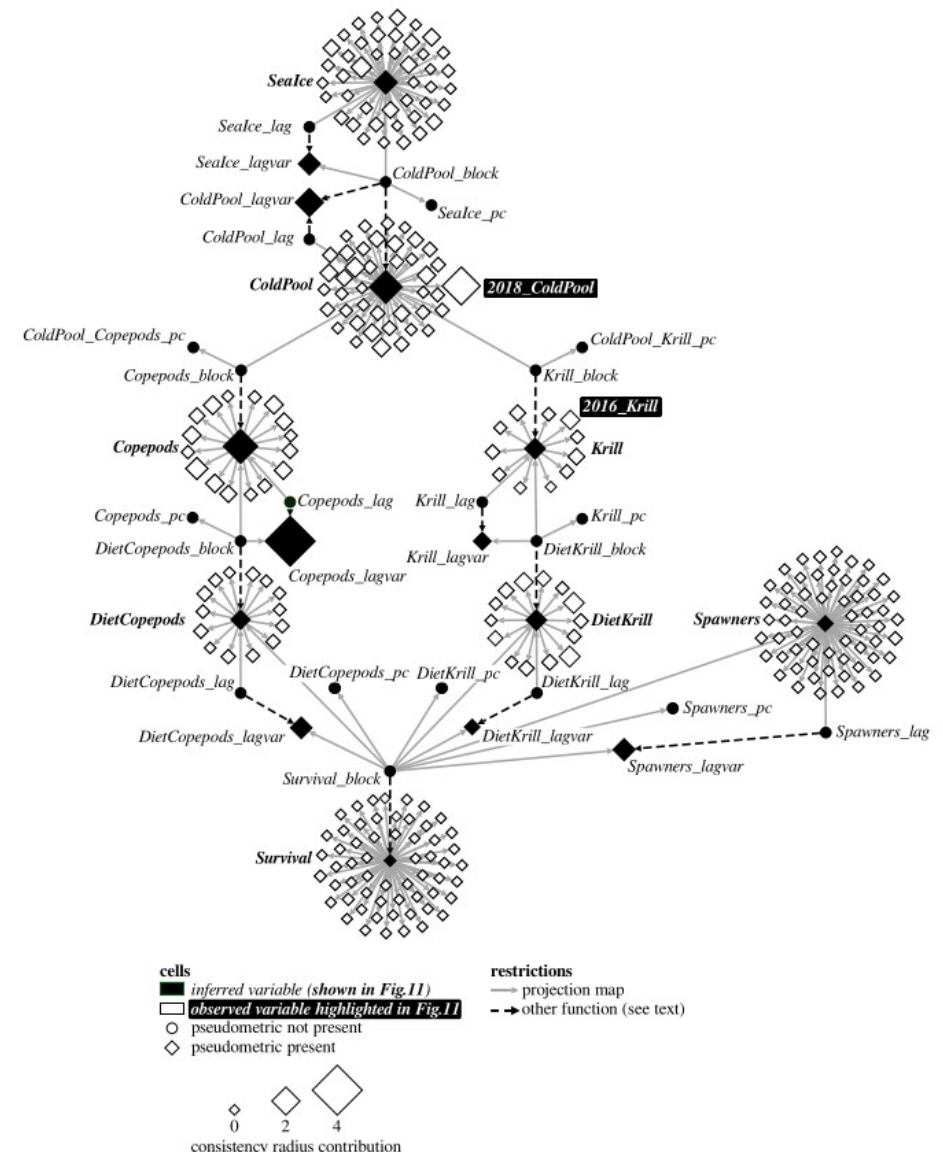 SeaIce
SeaIce_lag
SeaIce_lagvar
ColdPool_block
ColdPool_lagvar
SeaIce_pc
ColdPool_lag
ColdPool
2018_ColdPool
ColdPool_Copepods_pc
ColdPool_Krill_pc
Copepods_block
Krill_block
2016_Krill
Copepods
Krill
Copepods_lag
Krill_lag
Copepods_pc
Krill_pc
DietCopepods_block
Krill_lagvar
DietKrill_block
Copepods_lagvar
DietCopepods
DietKrill
Spawners
DietCopepods_pc
DietKrill_pc
DietCopepods_lag
DietKrill_lag
Spawners_pc
DietCopepods_lagvar
DietKrill_lagvar
Spawners_lag
Spawners_lagvar
Survival_block
Survival
cells
inferred variable (shown in Fig.11)
observed variable highlighted in Fig.11
pseudometric not present
pseudometric present
restrictions
projection map
other function (see text)
0 2 4
consistency radius contribution